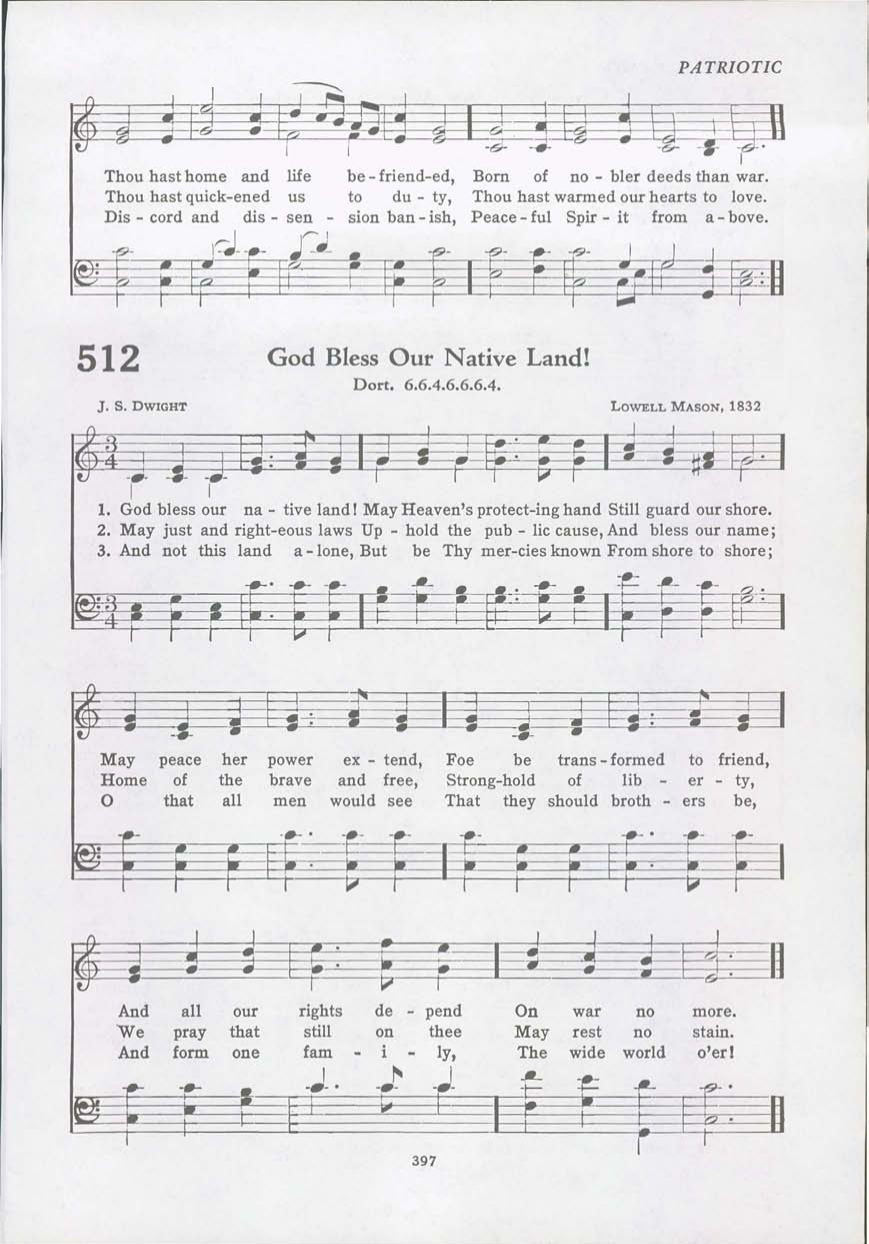 PATRIOTIC
Thou hast home and life be-friend-ed, Born of no-bler deeds than war.
Thou hast quick-ened us to du-ty, Thou hast warmed our hearts to love.
Dis-cord and dis-sen-sion ban-ish, Peace-ful Spir-it from a-bove.
512 God Bless Our Native Land!
Dort. 6.6.4.6.6.6.4.
J. S. DWIGHT LOWELL MASON, 1832
3
4
1. God bless our na-tive land! May Heaven's protect-ing hand Still guard our shore.
2. May just and right-eous laws Up-hold the pub-lic cause, And bless our name;
3. And not this land a-lone, But be Thy mer-cies known From shore to shore;
3
4
May peace her power ex-tend, Foe be trans-formed to friend,
Home of the brave and free, Strong-hold of lib-er-ty,
O that all men would see That they should broth-ers be,
And all our rights de-pend On war no more.
We pray that still on thee May rest no stain.
And form one fam-i-ly, The wide world o'er!
397